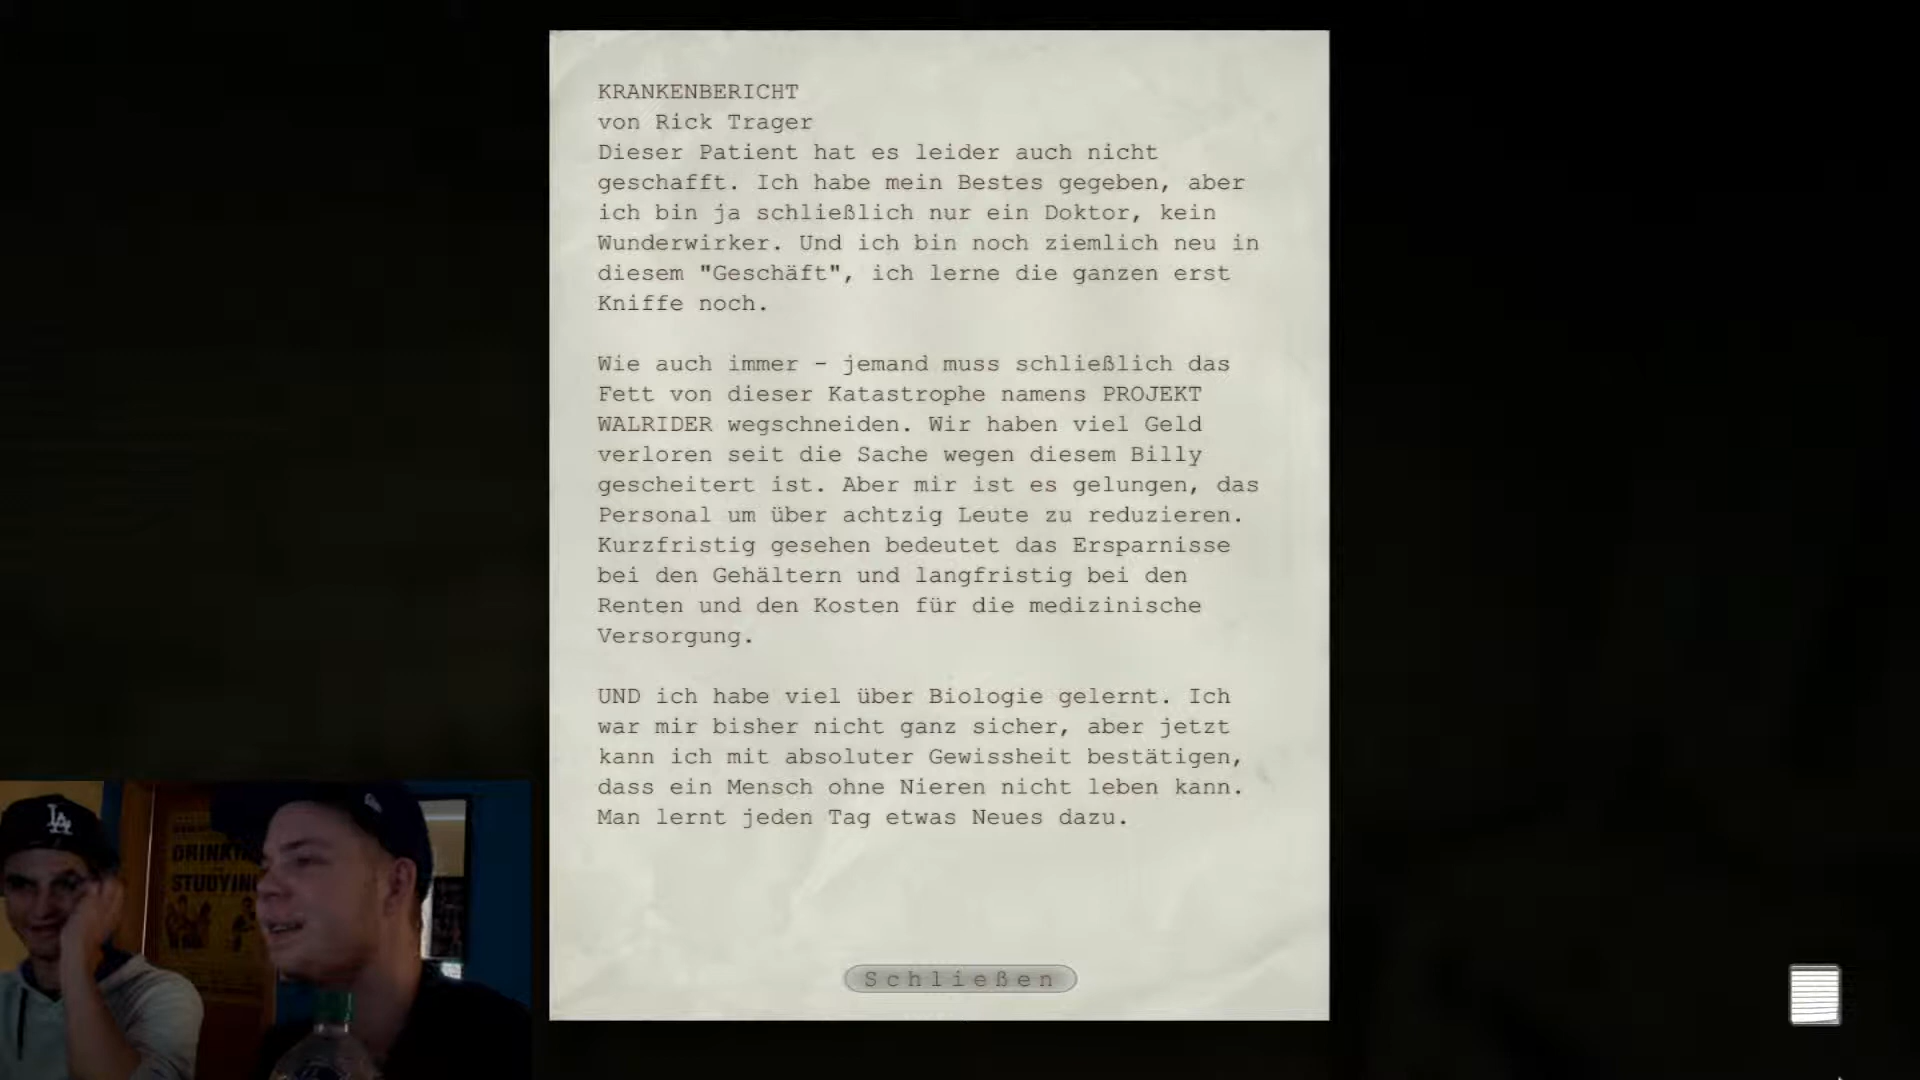 KRANKENBERICHT
von Rick Trager
Dieser Patient hat es leider auch nicht
geschafft. Ich habe mein Bestes gegeben, aber
ich bin ja schließlich nur ein Doktor, kein
Wunderwirker. Und ich bin noch ziemlich neu in
diesem "Geschäft", ich lerne die ganzen erst
Kniffe noch.
Wie auch immer – jemand muss schließlich das
Fett von dieser Katastrophe namens PROJEKT
WALRIDER wegschneiden. Wir haben viel Geld
verloren seit die Sache wegen diesem Billy
gescheitert ist. Aber mir ist es gelungen, das
Personal um über achtzig Leute zu reduzieren.
Kurzfristig gesehen bedeutet das Ersparnisse
bei den Gehältern und langfristig bei den
Renten und den Kosten für die medizinische
Versorgung.
UND ich habe viel über Biologie gelernt. Ich
war mir bisher nicht ganz sicher, aber jetzt
kann ich mit absoluter Gewissheit bestätigen,
dass ein Mensch ohne Nieren nicht leben kann.
Man lernt jeden Tag etwas Neues dazu.
Schließen
LA
STUDYING